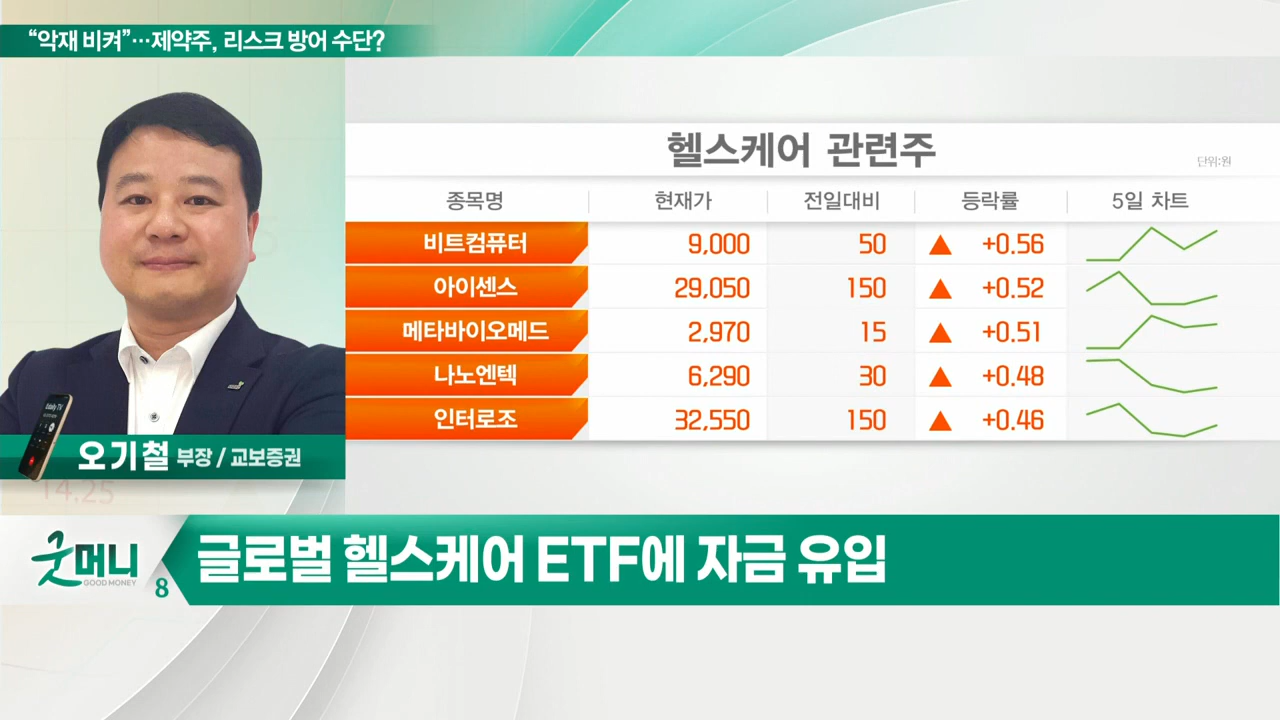 “악재 비켜”…제약주, 리스크 방어 수단?
헬스케어 관련주
단위:원
종목명 현재가 전일대비 등락률 5일 차트
비트컴퓨터 9,000 50 ▲ +0.56
아이센스 29,050 150 ▲ +0.52
메타바이오메드 2,970 15 ▲ +0.51
나노엔텍 6,290 30 ▲ +0.48
인터로조 32,550 150 ▲ +0.46
오기철 부장 / 교보증권
14.25
굿머니
GOOD MONEY
8
글로벌 헬스케어 ETF에 자금 유입